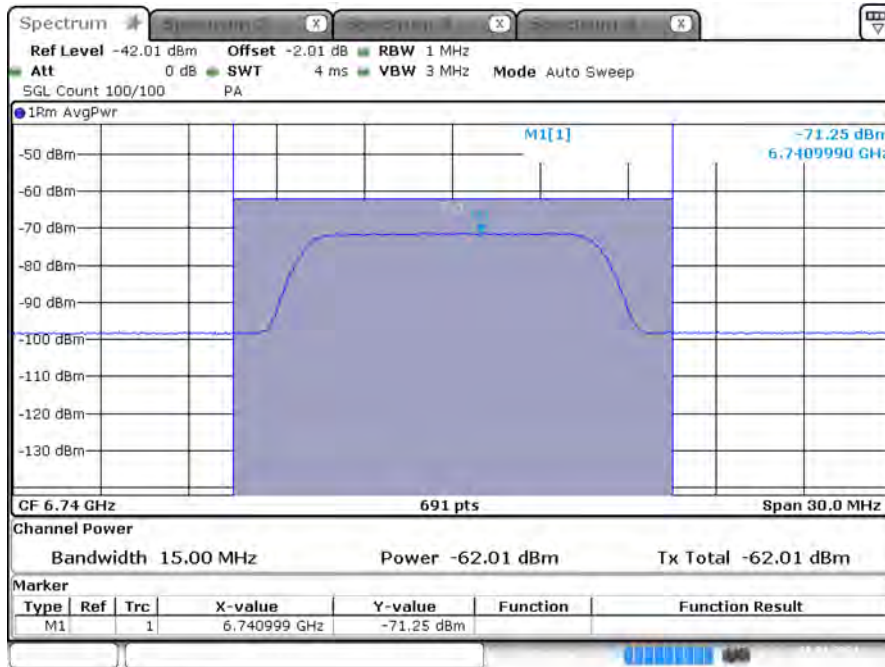 Spectrum X X X
Ref Level -42.01 dBm Offset -2.01 dB RBW 1 MHz
Att 0 dB SWT 4 ms VBW 3 MHz Mode Auto Sweep
SGL Count 100/100 PA
1Rm AvgPwr
M1[1] -71.25 dBm
6.7409990 GHz
-50 dBm
-60 dBm
-70 dBm
-80 dBm
-90 dBm
-100 dBm
-110 dBm
-120 dBm
-130 dBm
CF 6.74 GHz 691 pts Span 30.0 MHz
Channel Power
Bandwidth 15.00 MHz Power -62.01 dBm Tx Total -62.01 dBm
Marker
Type Ref Trc X-value Y-value Function Function Result
M1 1 6.740999 GHz -71.25 dBm